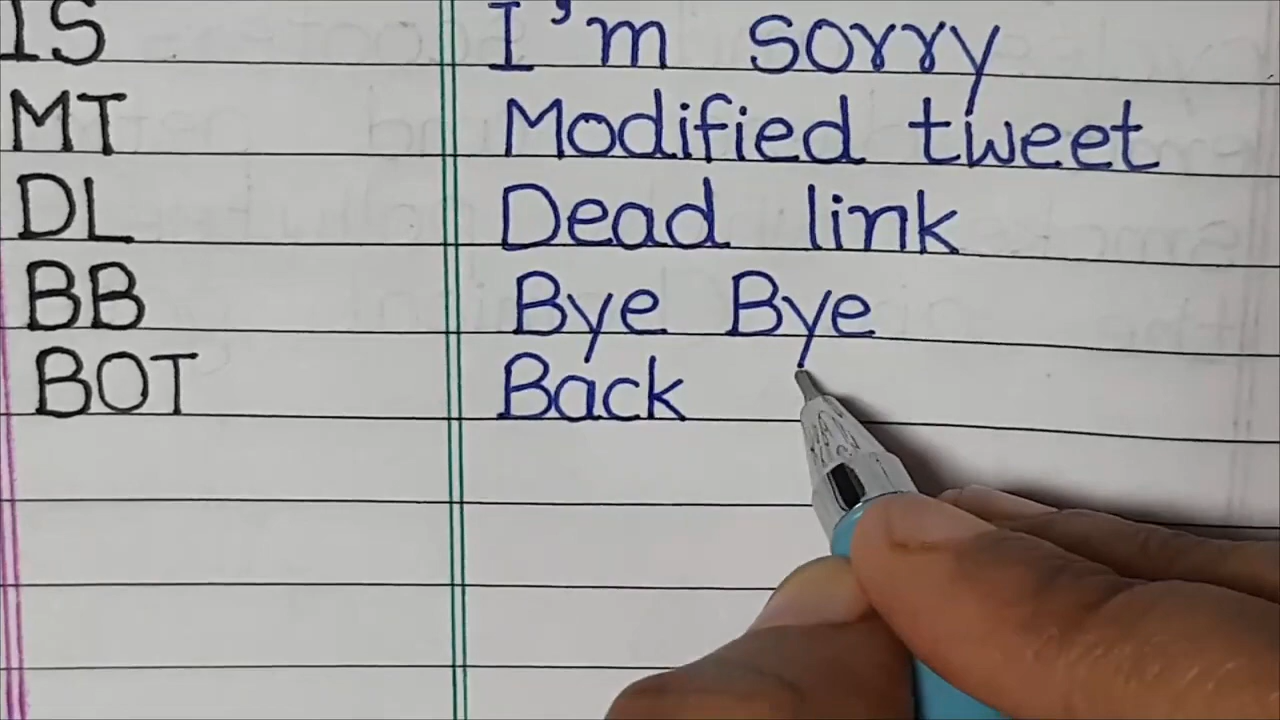 IS I'm sorry
MT Modified tweet
DL Dead link
BB Bye Bye
BOT Back